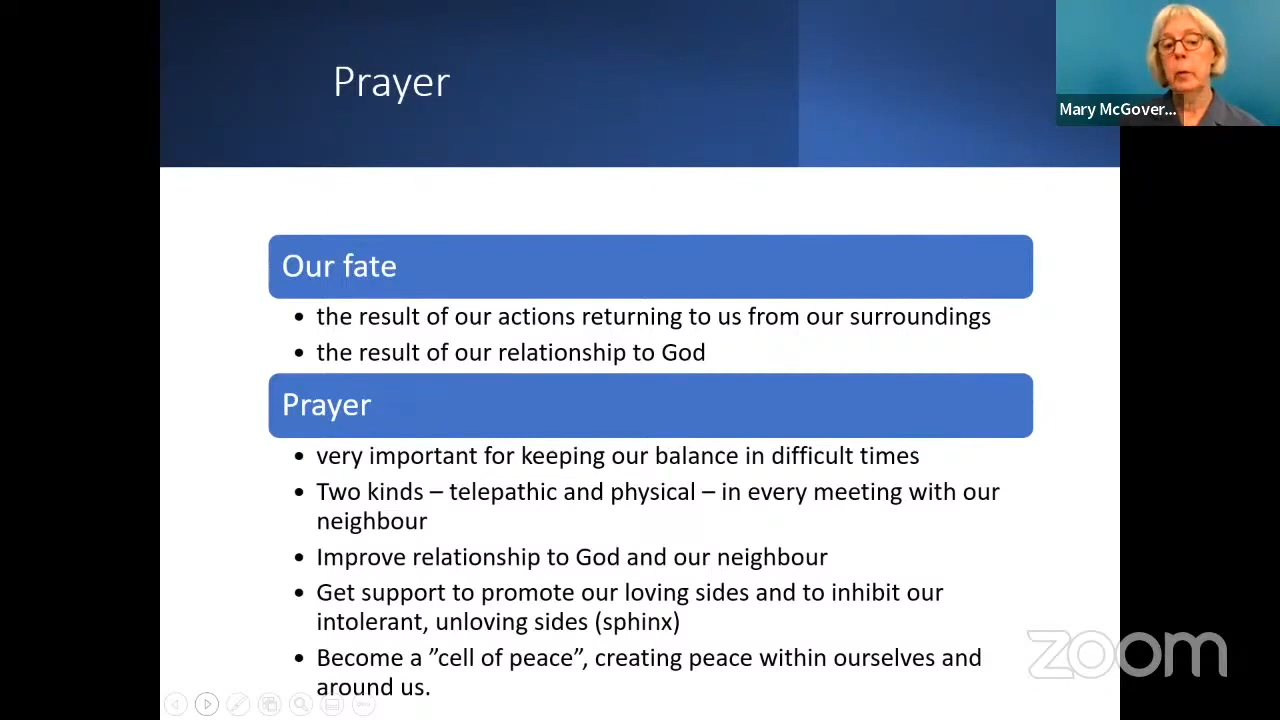 Prayer
Mary McGover...
Our fate
• the result of our actions returning to us from our surroundings
• the result of our relationship to God
Prayer
• very important for keeping our balance in difficult times
• Two kinds – telepathic and physical – in every meeting with our
neighbour
• Improve relationship to God and our neighbour
• Get support to promote our loving sides and to inhibit our
intolerant, unloving sides (sphinx)
• Become a ”cell of peace”, creating peace within ourselves and
around us.
zoom